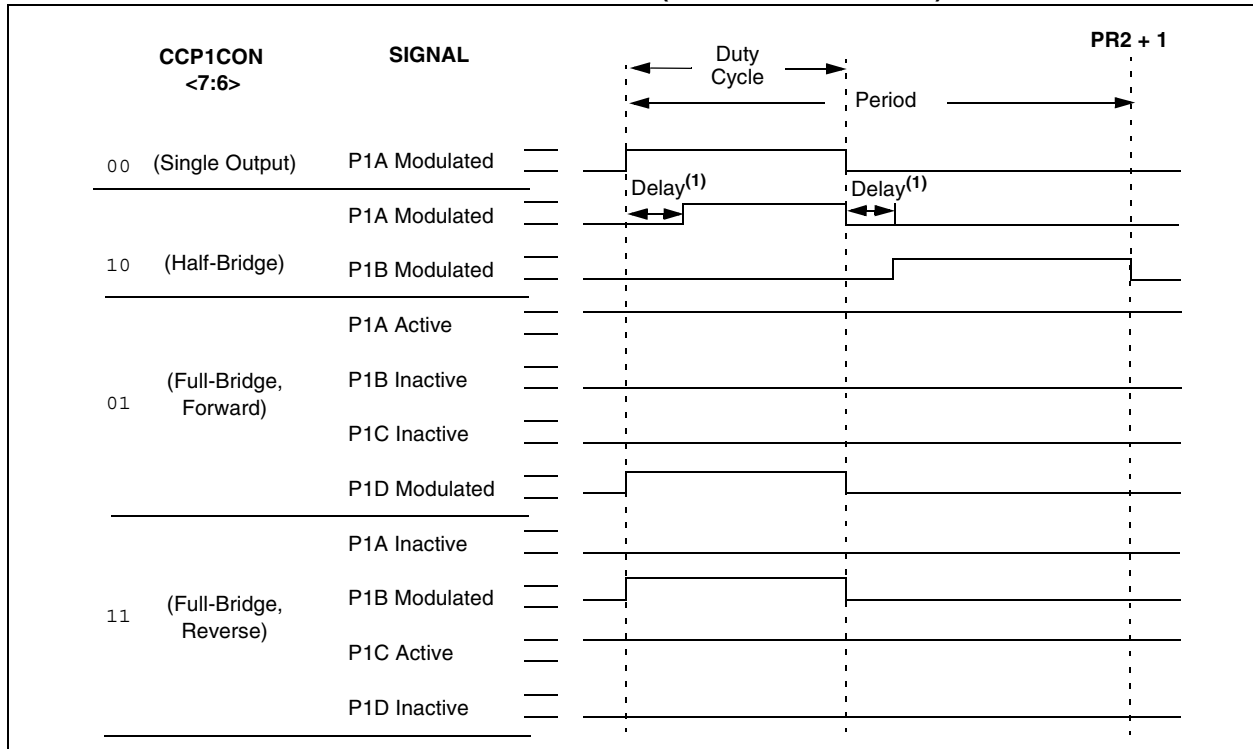 CCP1CON
<7:6>
SIGNAL
Duty
Cycle
PR2 + 1
Period
00 (Single Output) P1A Modulated
Delay(1) Delay(1)
P1A Modulated
10 (Half-Bridge) P1B Modulated
P1A Active
P1B Inactive
01 (Full-Bridge,
Forward)
P1C Inactive
P1D Modulated
P1A Inactive
P1B Modulated
11 (Full-Bridge,
Reverse)
P1C Active
P1D Inactive